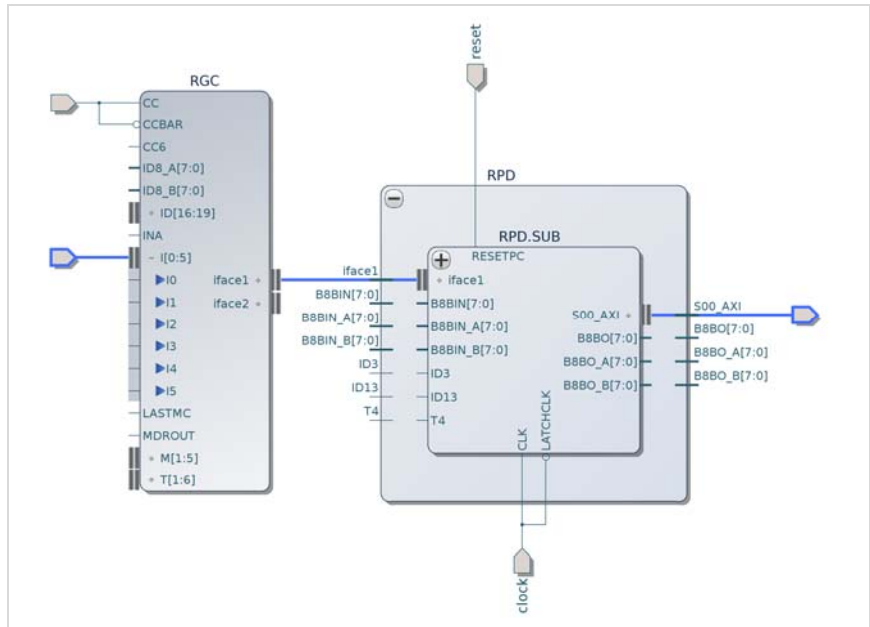 reset
RGC
CC
CCBAR
CC6
ID8_A[7:0]
ID8_B[7:0]
ID[16:19]
INA
I[0:5]
I0
I1
I2
I3
I4
I5
LASTMC
MDROUT
M[1:5]
T[1:6]
iface1
iface2
RPD
iface1
B8BIN[7:0]
B8BIN_A[7:0]
B8BIN_B[7:0]
ID3
ID13
T4
RPD.SUB
RESETPC
iface1
B8BIN[7:0]
B8BIN_A[7:0]
B8BIN_B[7:0]
ID3
ID13
T4
S00_AXI
B8BO[7:0]
B8BO_A[7:0]
B8BO_B[7:0]
CLK
LATCHCLK
S00_AXI
B8BO[7:0]
B8BO_A[7:0]
B8BO_B[7:0]
clock